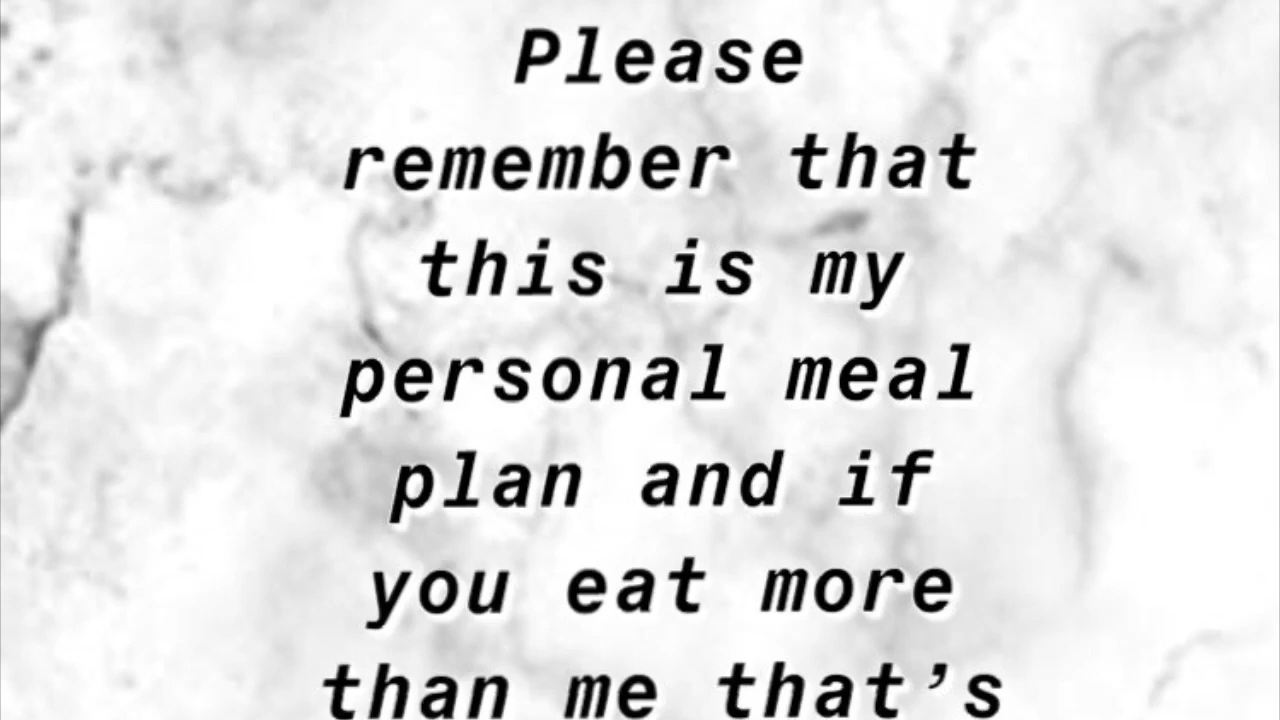 Please
remember that
this is my
personal meal
plan and if
you eat more
than me that’s